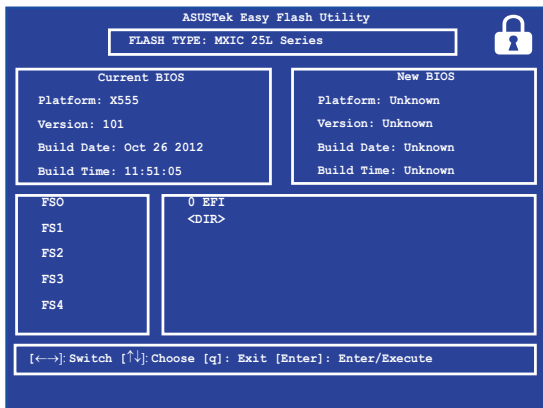 ASUSTek Easy Flash Utility
FLASH TYPE: MXIC 25L Series
Current BIOS
Platform: X555
Version: 101
Build Date: Oct 26 2012
Build Time: 11:51:05
New BIOS
Platform: Unknown
Version: Unknown
Build Date: Unknown
Build Time: Unknown
FSO
FS1
FS2
FS3
FS4
0 EFI
<DIR>
[←→]: Switch [↑↓]: Choose [q]: Exit [Enter]: Enter/Execute